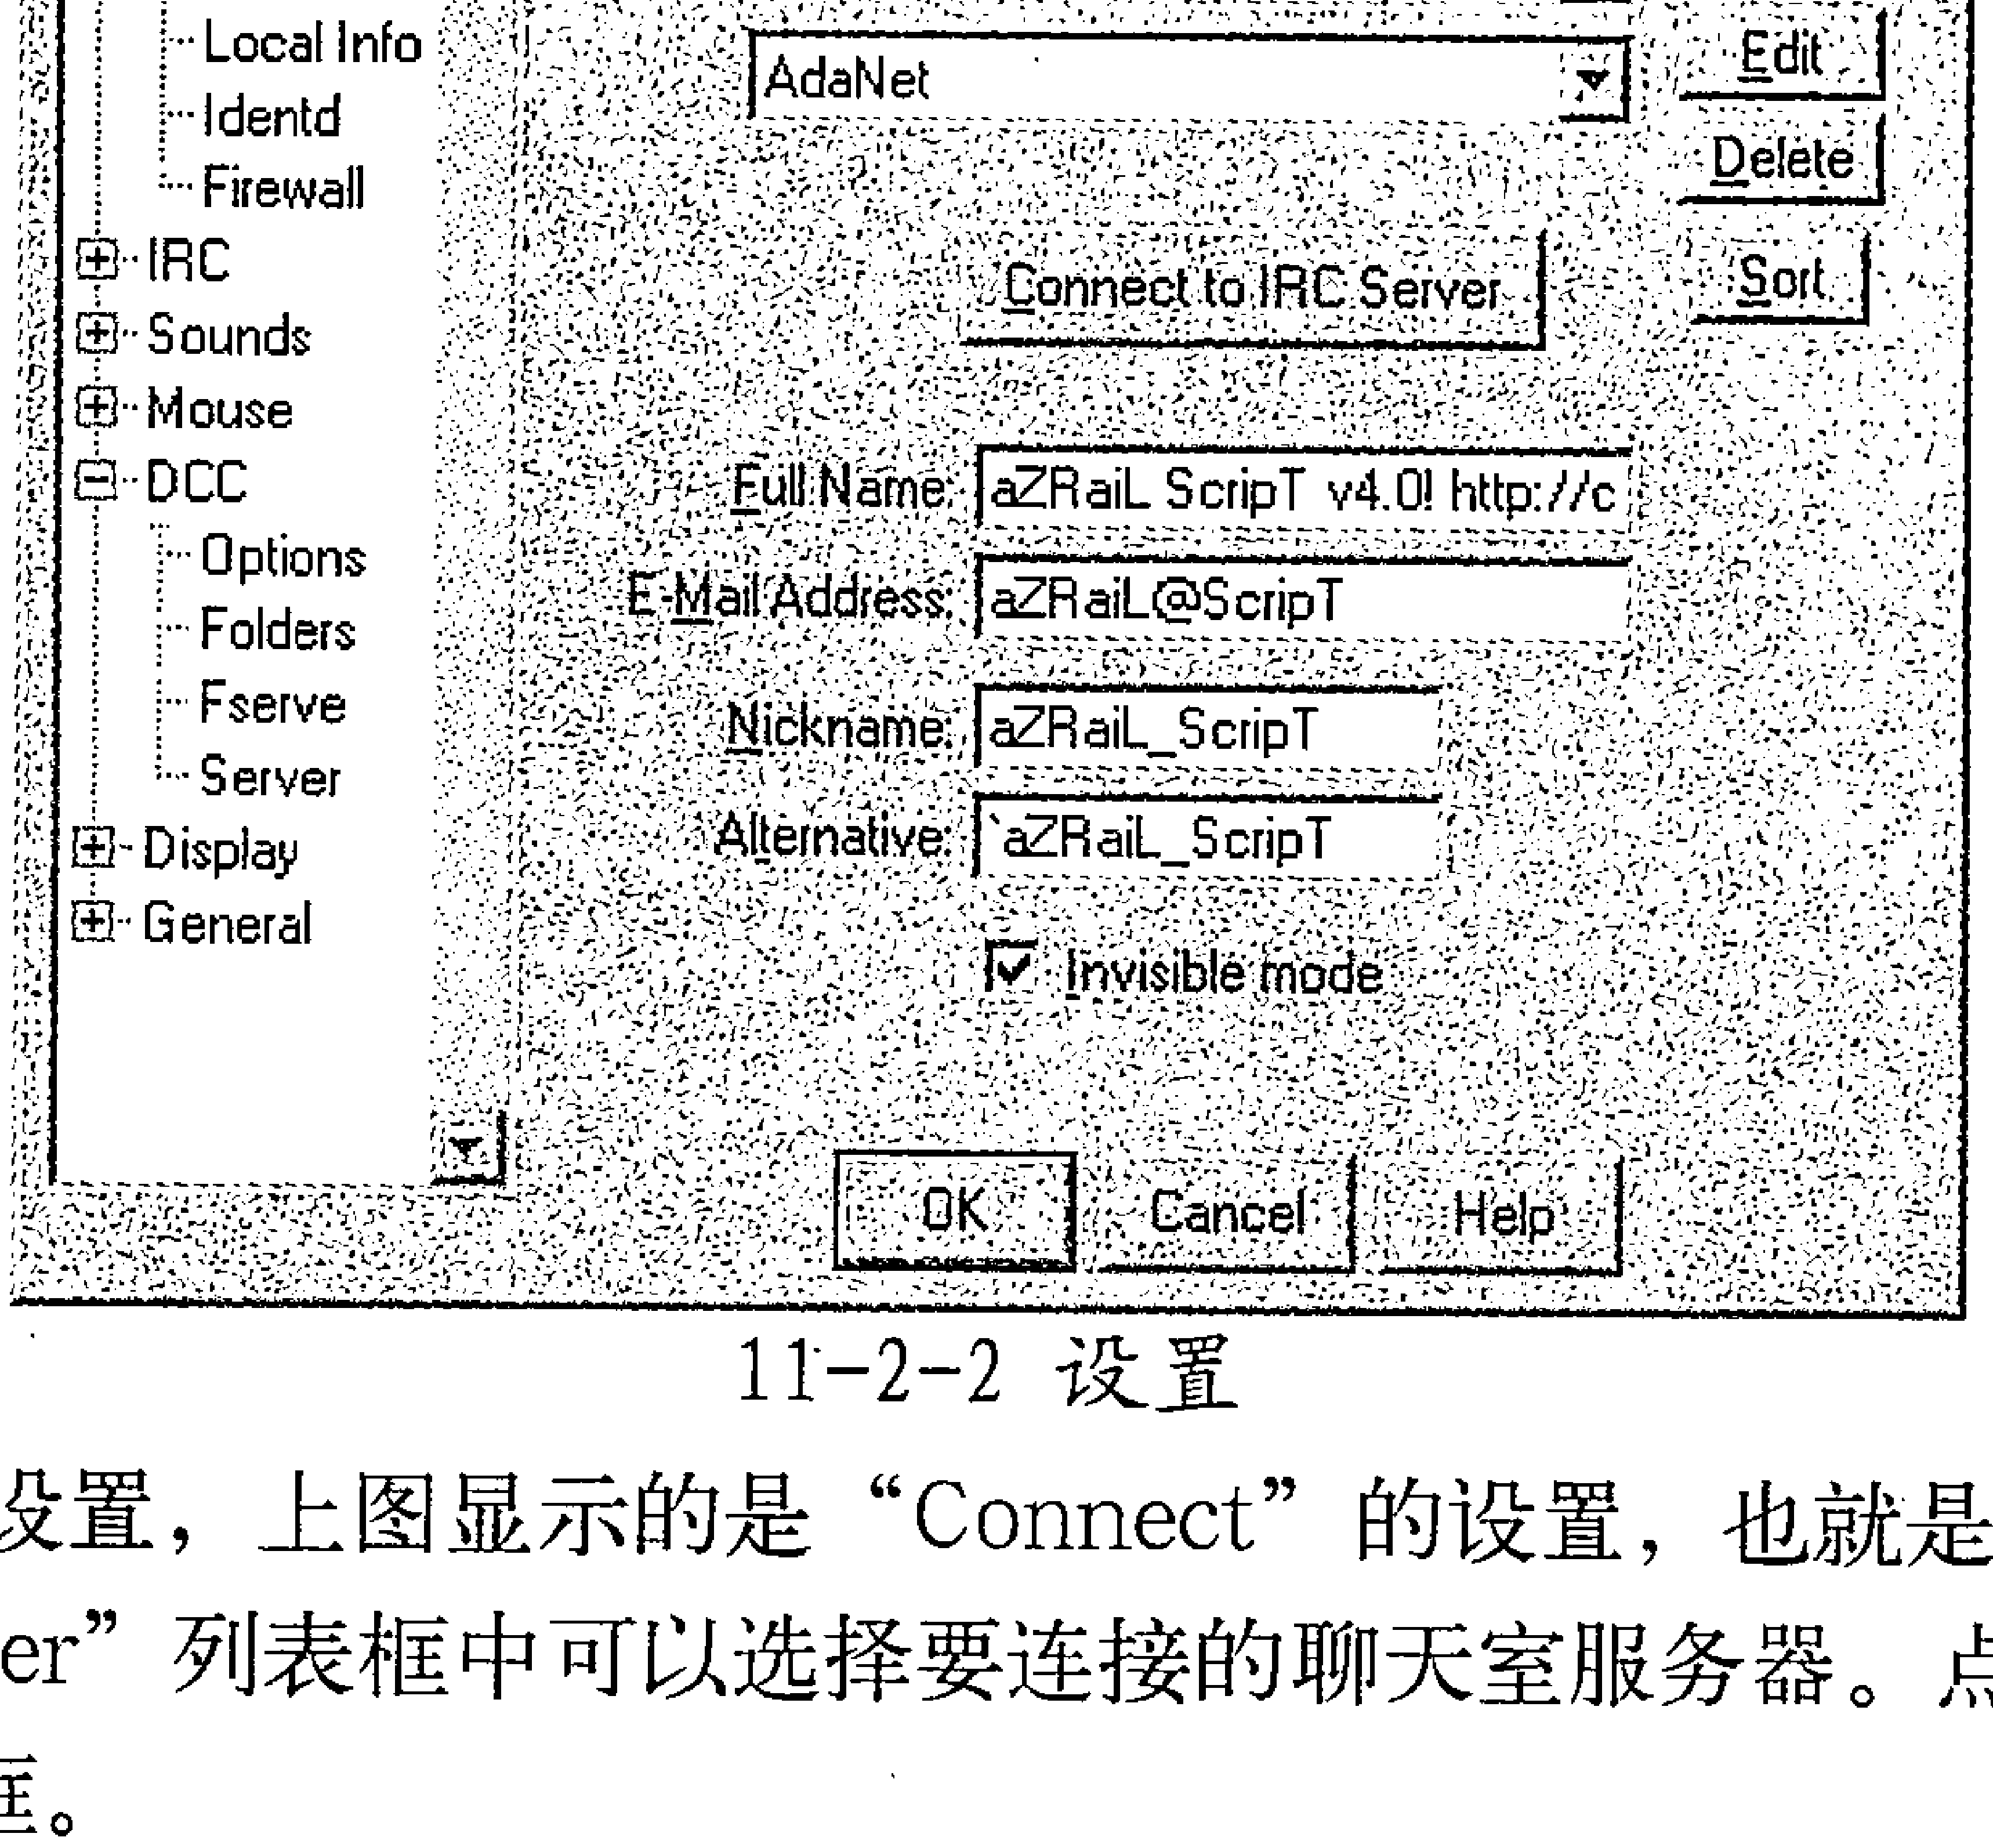 Local Info
Identd
Firewall
IRC
Sounds
Mouse
DCC
Options
Folders
Fserve
Server
Display
General
AdaNet
Edit
Delete
Connect to IRC Server
Sort
Full Name: aZRaiL ScripT v4.0! http://c
E-Mail Address: aZRaiL@ScripT
Nickname: aZRaiL_ScripT
Alternative: `aZRaiL_ScripT
Invisible mode
OK Cancel Help
11-2-2 设置
设置，上图显示的是“Connect”的设置，也就是
er”列表框中可以选择要连接的聊天室服务器。点
框。